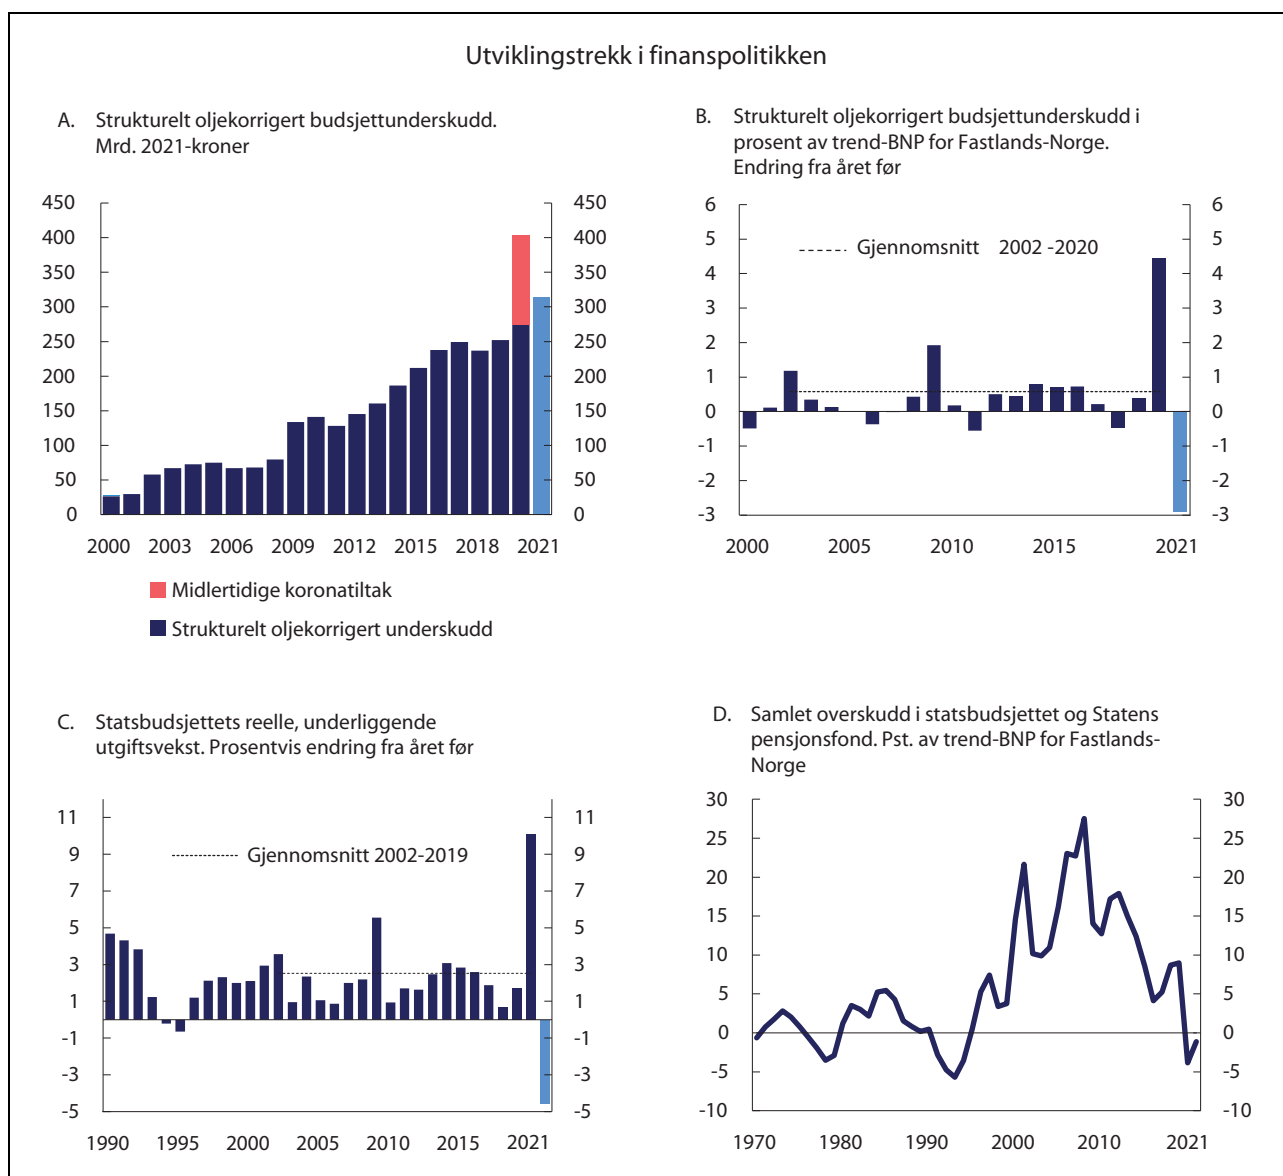 Utviklingstrekk i finanspolitikken
A. Strukturelt oljekorrigert budsjettunderskudd.
Mrd. 2021-kroner
450 450
400 400
350 350
300 300
250 250
200 200
150 150
100 100
50 50
0 0
2000 2003 2006 2009 2012 2015 2018 2021
Midlertidige koronatiltak
Strukturelt oljekorrigert underskudd
B. Strukturelt oljekorrigert budsjettunderskudd i
prosent av trend-BNP for Fastlands-Norge.
Endring fra året før
6 6
5 5
Gjennomsnitt 2002 -2020
4 4
3 3
2 2
1 1
0 0
-1 -1
-2 -2
-3 -3
2000 2005 2010 2015 2021
C. Statsbudsjettets reelle, underliggende
utgiftsvekst. Prosentvis endring fra året før
11 11
9 9
Gjennomsnitt 2002-2019
7 7
5 5
3 3
1 1
-1 -1
-3 -3
-5 -5
1990 1995 2000 2005 2010 2015 2021
D. Samlet overskudd i statsbudsjettet og Statens
pensjonsfond. Pst. av trend-BNP for Fastlands-
Norge
30 30
25 25
20 20
15 15
10 10
5 5
0 0
-5 -5
-10 -10
1970 1980 1990 2000 2010 2021